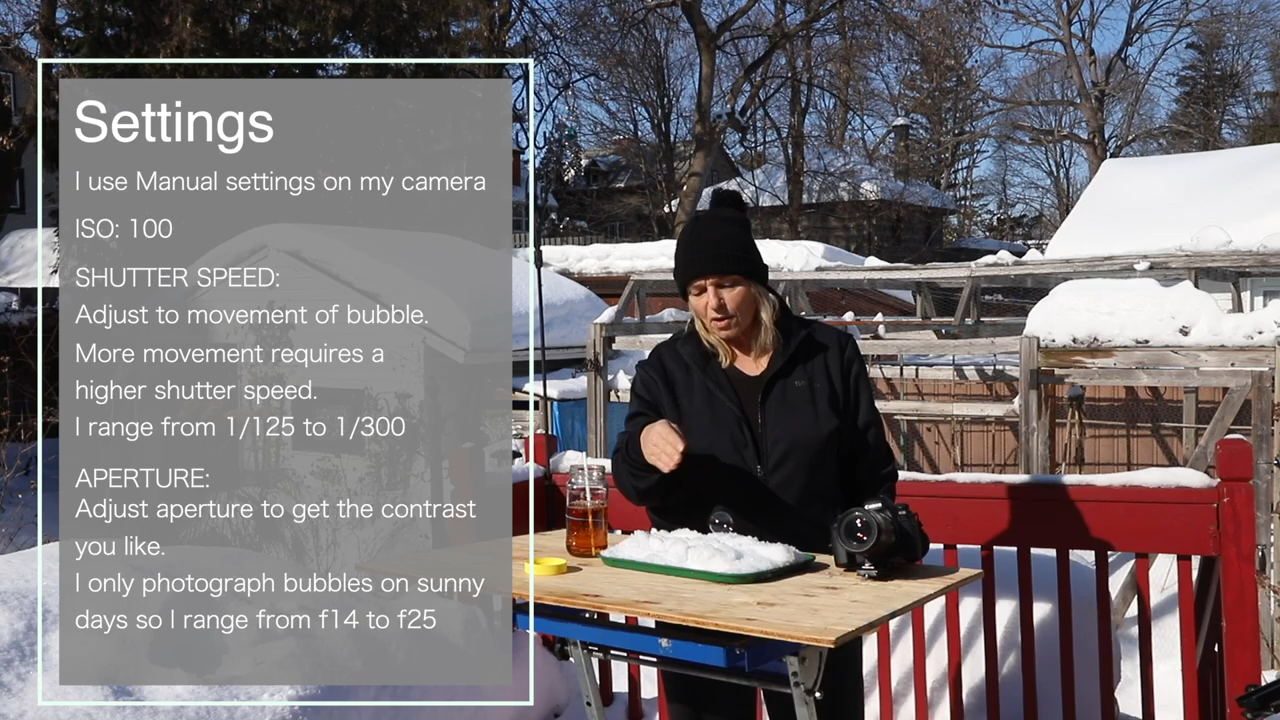 Settings
I use Manual settings on my camera
ISO: 100
SHUTTER SPEED:
Adjust to movement of bubble.
More movement requires a
higher shutter speed.
I range from 1/125 to 1/300
APERTURE:
Adjust aperture to get the contrast
you like.
I only photograph bubbles on sunny
days so I range from f14 to f25